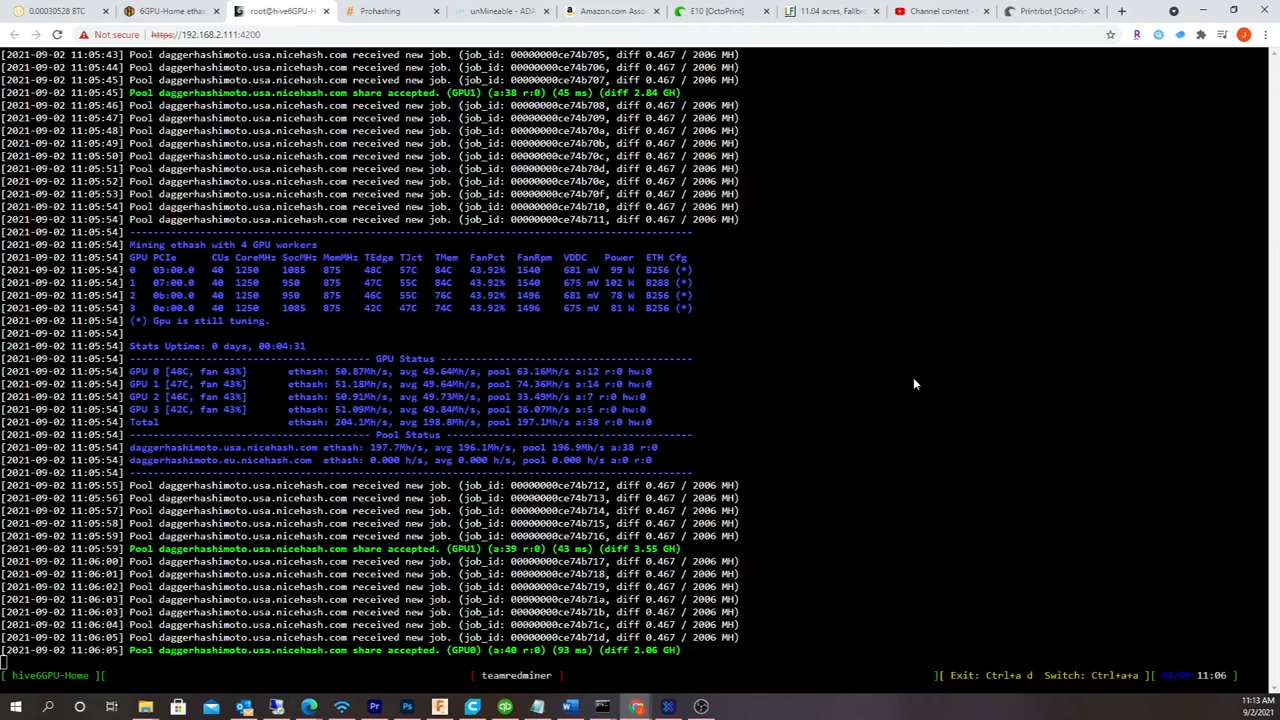 0.00030528 BTC
6GPU-Home ethas
root@hive6GPU-H
Prohashing
unMineable - ADA
Amazon.com Asso
E10 [OctoPrint]
11.04 acres, Fallbro
Channel content -
Printrbot [OctoPrin
Not secure https://192.168.2.111:4200
[2021-09-02 11:05:43] Pool daggerhashimoto.usa.nicehash.com received new job. (job_id: 00000000ce74b705, diff 0.467 / 2006 MH)
[2021-09-02 11:05:44] Pool daggerhashimoto.usa.nicehash.com received new job. (job_id: 00000000ce74b706, diff 0.467 / 2006 MH)
[2021-09-02 11:05:45] Pool daggerhashimoto.usa.nicehash.com received new job. (job_id: 00000000ce74b707, diff 0.467 / 2006 MH)
[2021-09-02 11:05:45] Pool daggerhashimoto.usa.nicehash.com share accepted. (GPU1) (a:38 r:0) (45 ms) (diff 2.84 GH)
[2021-09-02 11:05:46] Pool daggerhashimoto.usa.nicehash.com received new job. (job_id: 00000000ce74b708, diff 0.467 / 2006 MH)
[2021-09-02 11:05:47] Pool daggerhashimoto.usa.nicehash.com received new job. (job_id: 00000000ce74b709, diff 0.467 / 2006 MH)
[2021-09-02 11:05:48] Pool daggerhashimoto.usa.nicehash.com received new job. (job_id: 00000000ce74b70a, diff 0.467 / 2006 MH)
[2021-09-02 11:05:49] Pool daggerhashimoto.usa.nicehash.com received new job. (job_id: 00000000ce74b70b, diff 0.467 / 2006 MH)
[2021-09-02 11:05:50] Pool daggerhashimoto.usa.nicehash.com received new job. (job_id: 00000000ce74b70c, diff 0.467 / 2006 MH)
[2021-09-02 11:05:51] Pool daggerhashimoto.usa.nicehash.com received new job. (job_id: 00000000ce74b70d, diff 0.467 / 2006 MH)
[2021-09-02 11:05:52] Pool daggerhashimoto.usa.nicehash.com received new job. (job_id: 00000000ce74b70e, diff 0.467 / 2006 MH)
[2021-09-02 11:05:53] Pool daggerhashimoto.usa.nicehash.com received new job. (job_id: 00000000ce74b70f, diff 0.467 / 2006 MH)
[2021-09-02 11:05:54] Pool daggerhashimoto.usa.nicehash.com received new job. (job_id: 00000000ce74b710, diff 0.467 / 2006 MH)
[2021-09-02 11:05:54] Pool daggerhashimoto.usa.nicehash.com received new job. (job_id: 00000000ce74b711, diff 0.467 / 2006 MH)
[2021-09-02 11:05:54] ------------------------------------------------------------
[2021-09-02 11:05:54] Mining ethash with 4 GPU workers
[2021-09-02 11:05:54] GPU PCIe CUs CoreMHz SocMHz MemMHz TEdge TJct TMem FanPct FanRpm VDDC Power ETH Cfg
[2021-09-02 11:05:54] 0 03:00.0 40 1250 1085 875 48C 57C 84C 43.92% 1540 681 mV 99 W B256 (*)
[2021-09-02 11:05:54] 1 07:00.0 40 1250 950 875 47C 55C 84C 43.92% 1540 675 mV 102 W B288 (*)
[2021-09-02 11:05:54] 2 0b:00.0 40 1250 950 875 46C 55C 76C 43.92% 1496 681 mV 78 W B256 (*)
[2021-09-02 11:05:54] 3 0e:00.0 40 1250 1085 875 42C 47C 74C 43.92% 1496 675 mV 81 W B256 (*)
[2021-09-02 11:05:54] (*) Gpu is still tuning.
[2021-09-02 11:05:54]
[2021-09-02 11:05:54] Stats Uptime: 0 days, 00:04:31
[2021-09-02 11:05:54] ------------------------- GPU Status -------------------------
[2021-09-02 11:05:54] GPU 0 [48C, fan 43%] ethash: 50.87Mh/s, avg 49.64Mh/s, pool 63.16Mh/s a:12 r:0 hw:0
[2021-09-02 11:05:54] GPU 1 [47C, fan 43%] ethash: 51.18Mh/s, avg 49.64Mh/s, pool 74.36Mh/s a:14 r:0 hw:0
[2021-09-02 11:05:54] GPU 2 [46C, fan 43%] ethash: 50.91Mh/s, avg 49.73Mh/s, pool 33.49Mh/s a:7 r:0 hw:0
[2021-09-02 11:05:54] GPU 3 [42C, fan 43%] ethash: 51.09Mh/s, avg 49.84Mh/s, pool 26.07Mh/s a:5 r:0 hw:0
[2021-09-02 11:05:54] Total ethash: 204.1Mh/s, avg 198.8Mh/s, pool 197.1Mh/s a:38 r:0 hw:0
[2021-09-02 11:05:54] ------------------------- Pool Status -------------------------
[2021-09-02 11:05:54] daggerhashimoto.usa.nicehash.com ethash: 197.7Mh/s, avg 196.1Mh/s, pool 196.9Mh/s a:38 r:0
[2021-09-02 11:05:54] daggerhashimoto.eu.nicehash.com ethash: 0.000 h/s, avg 0.000 h/s, pool 0.000 h/s a:0 r:0
[2021-09-02 11:05:54] ------------------------------------------------------------
[2021-09-02 11:05:55] Pool daggerhashimoto.usa.nicehash.com received new job. (job_id: 00000000ce74b712, diff 0.467 / 2006 MH)
[2021-09-02 11:05:56] Pool daggerhashimoto.usa.nicehash.com received new job. (job_id: 00000000ce74b713, diff 0.467 / 2006 MH)
[2021-09-02 11:05:57] Pool daggerhashimoto.usa.nicehash.com received new job. (job_id: 00000000ce74b714, diff 0.467 / 2006 MH)
[2021-09-02 11:05:58] Pool daggerhashimoto.usa.nicehash.com received new job. (job_id: 00000000ce74b715, diff 0.467 / 2006 MH)
[2021-09-02 11:05:59] Pool daggerhashimoto.usa.nicehash.com received new job. (job_id: 00000000ce74b716, diff 0.467 / 2006 MH)
[2021-09-02 11:05:59] Pool daggerhashimoto.usa.nicehash.com share accepted. (GPU1) (a:39 r:0) (43 ms) (diff 3.55 GH)
[2021-09-02 11:06:00] Pool daggerhashimoto.usa.nicehash.com received new job. (job_id: 00000000ce74b717, diff 0.467 / 2006 MH)
[2021-09-02 11:06:01] Pool daggerhashimoto.usa.nicehash.com received new job. (job_id: 00000000ce74b718, diff 0.467 / 2006 MH)
[2021-09-02 11:06:02] Pool daggerhashimoto.usa.nicehash.com received new job. (job_id: 00000000ce74b719, diff 0.467 / 2006 MH)
[2021-09-02 11:06:03] Pool daggerhashimoto.usa.nicehash.com received new job. (job_id: 00000000ce74b71a, diff 0.467 / 2006 MH)
[2021-09-02 11:06:03] Pool daggerhashimoto.usa.nicehash.com received new job. (job_id: 00000000ce74b71b, diff 0.467 / 2006 MH)
[2021-09-02 11:06:04] Pool daggerhashimoto.usa.nicehash.com received new job. (job_id: 00000000ce74b71c, diff 0.467 / 2006 MH)
[2021-09-02 11:06:05] Pool daggerhashimoto.usa.nicehash.com received new job. (job_id: 00000000ce74b71d, diff 0.467 / 2006 MH)
[2021-09-02 11:06:05] Pool daggerhashimoto.usa.nicehash.com share accepted. (GPU0) (a:40 r:0) (93 ms) (diff 2.06 GH)
[ hive6GPU-Home ][ [ teamredminer ] ][ Exit: Ctrl+a d Switch: Ctrl+a+a ][ 02/09 11:06 ]
11:13 AM
9/2/2021